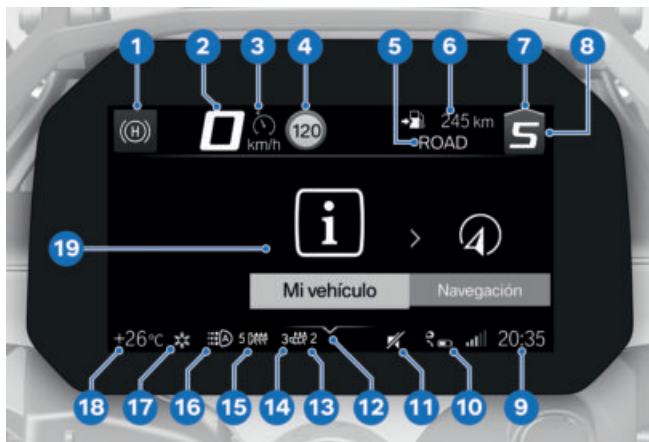 1 2 3 4 5 6 7 8
(H) 0 km/h 120 245 km S
ROAD
i >
19
Mi vehículo Navegación
+26°C A 5 3 2 20:35
18 17 16 15 14 13 12 11 10 9